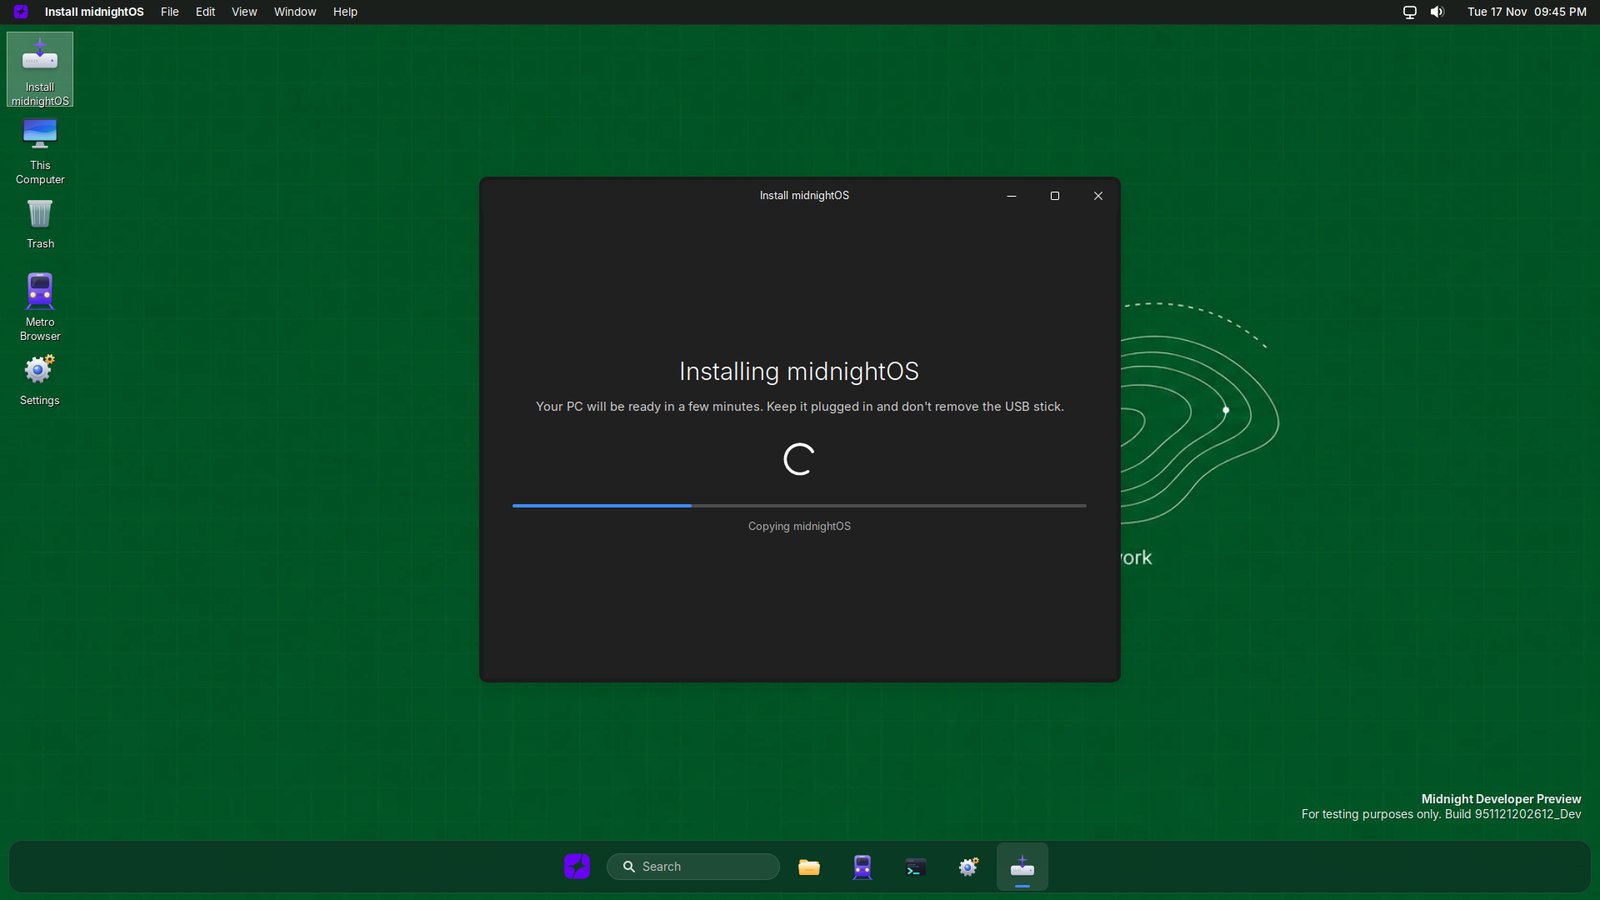 Install midnightOS File Edit View Window Help
Tue 17 Nov 09:45 PM
Install
midnightOS
This
Computer
Trash
Metro
Browser
Settings
Install midnightOS
Installing midnightOS
Your PC will be ready in a few minutes. Keep it plugged in and don't remove the USB stick.
Copying midnightOS
ork
Midnight Developer Preview
For testing purposes only. Build 951121202612_Dev
Search